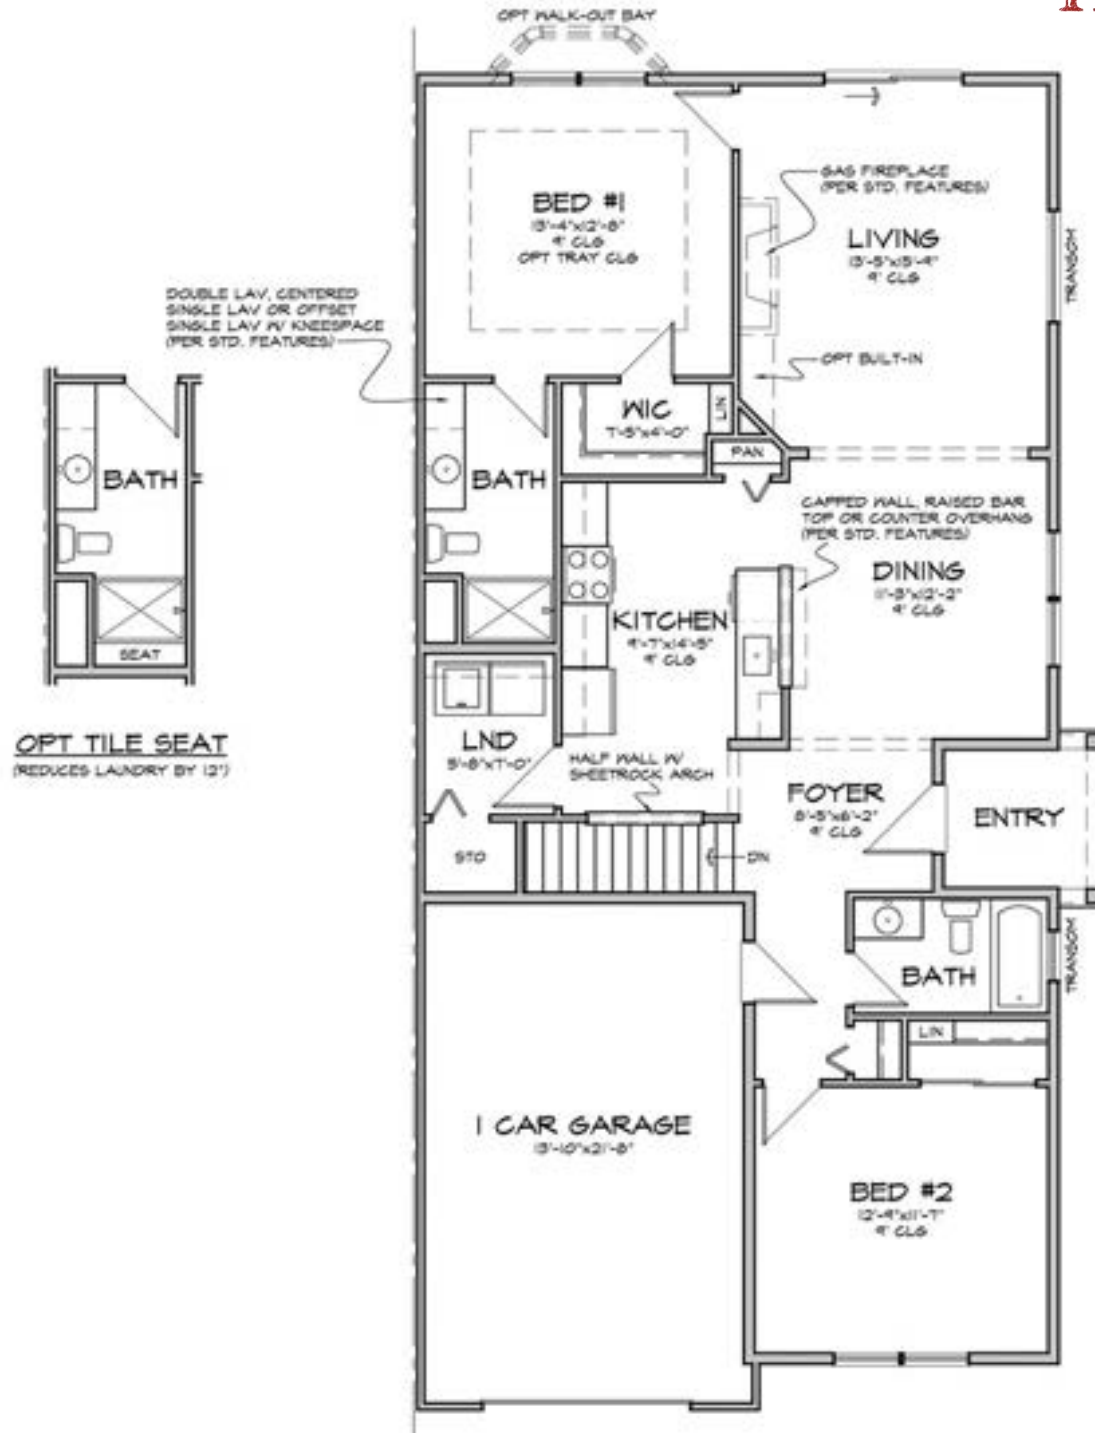 OPT WALK-OUT BAY
BED #1
13'-4"x12'-8"
9' CLG
OPT TRAY CLG
GAS FIREPLACE
(PER STD. FEATURES)
LIVING
13'-5"x15'-9"
9' CLG
TRANSOM
DOUBLE LAV, CENTERED
SINGLE LAV OR OFFSET
SINGLE LAV W/ KNEESPACE
(PER STD. FEATURES)
OPT BUILT-IN
WIC
7'-5"x4'-0"
LIN
PAN
BATH
BATH
CAPPED WALL, RAISED BAR
TOP OR COUNTER OVERHANG
(PER STD. FEATURES)
DINING
11'-3"x12'-2"
9' CLG
KITCHEN
9'-7"x14'-5"
9' CLG
SEAT
OPT TILE SEAT
(REDUCES LAUNDRY BY 12")
LND
5'-8"x7'-0"
HALF WALL W/
SHEETROCK ARCH
FOYER
8'-5"x6'-2"
9' CLG
ENTRY
STO
DN
BATH
TRANSOM
LIN
1 CAR GARAGE
13'-10"x21'-8"
BED #2
12'-9"x11'-7"
9' CLG